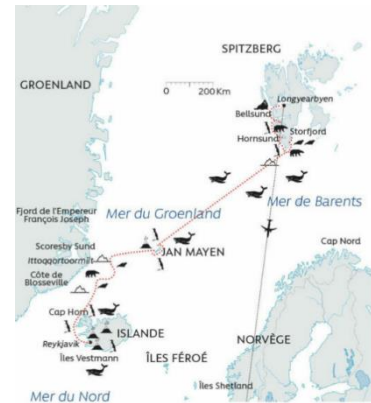 SPITZBERG
GROENLAND
Longyearbyen
0 200 Km
Bellsund
Storfjord
Hornsund
Mer du Groenland
Mer de Barents
Fjord de l'Empereur
François Joseph
Scoresby Sund
Ittoqqortoormiit
JAN MAYEN
Cap Nord
Côte de
Blosseville
Cap Horn
ISLANDE
Reykjavik
ÎLES FÉROÉ
NORVÈGE
Îles Vestmann
Îles Shetland
Mer du Nord